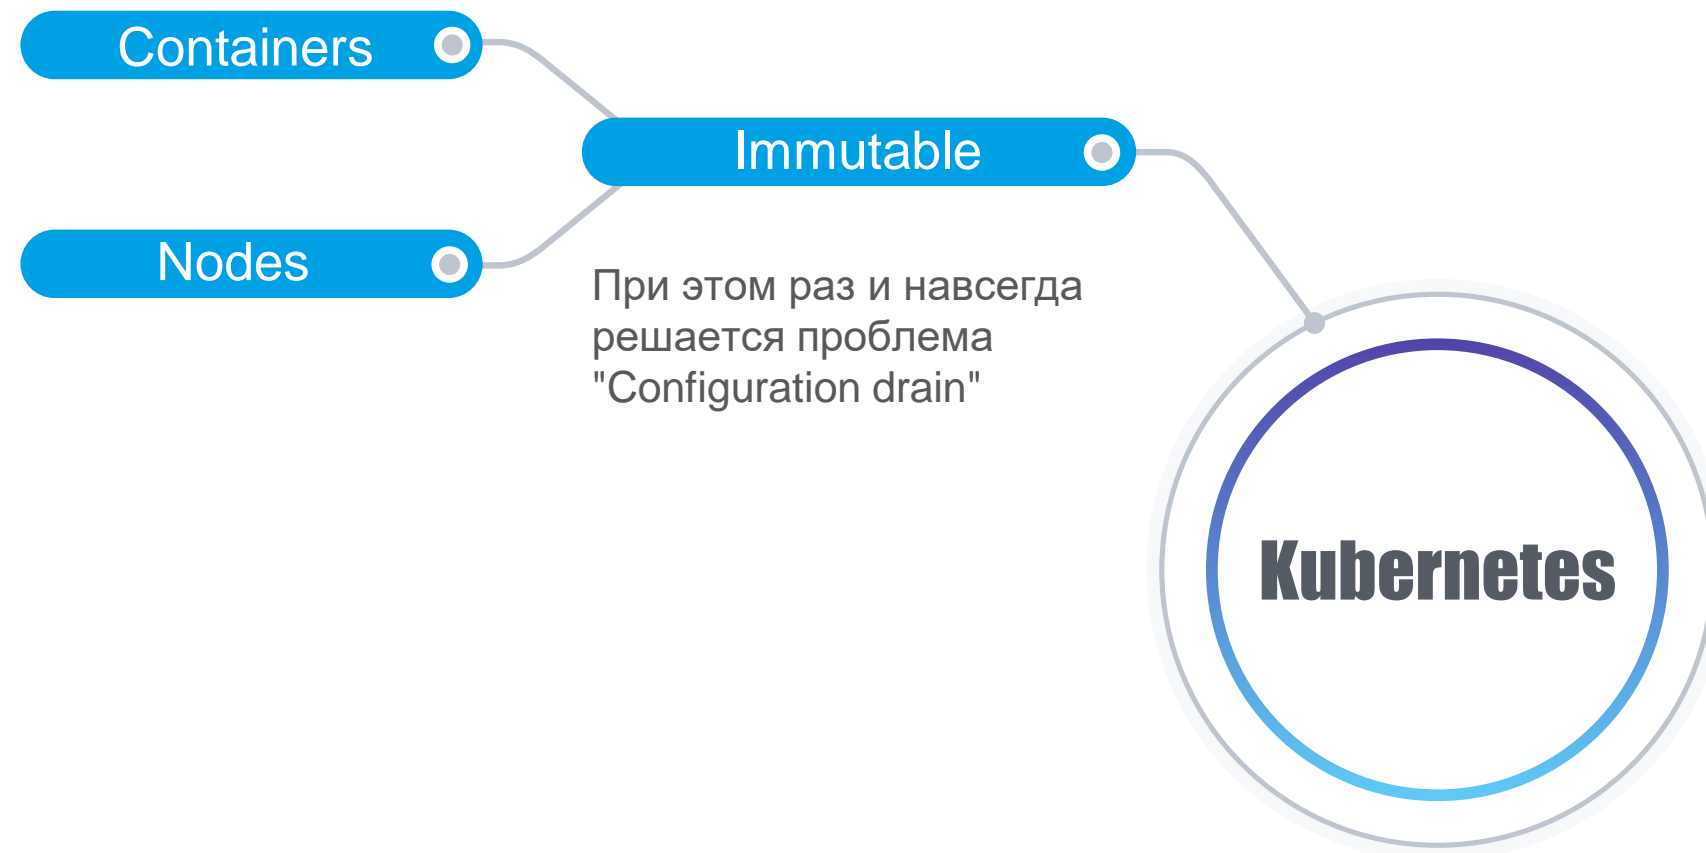 Containers
Immutable
Nodes
При этом раз и навсегда
решается проблема
"Configuration drain"
Kubernetes